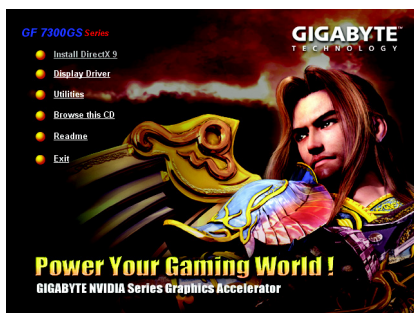 GF 7300GS Series
GIGABYTE™
TECHNOLOGY
Install DirectX 9
Display Driver
Utilities
Browse this CD
Readme
Exit
Power Your Gaming World !
GIGABYTE NVIDIA Series Graphics Accelerator